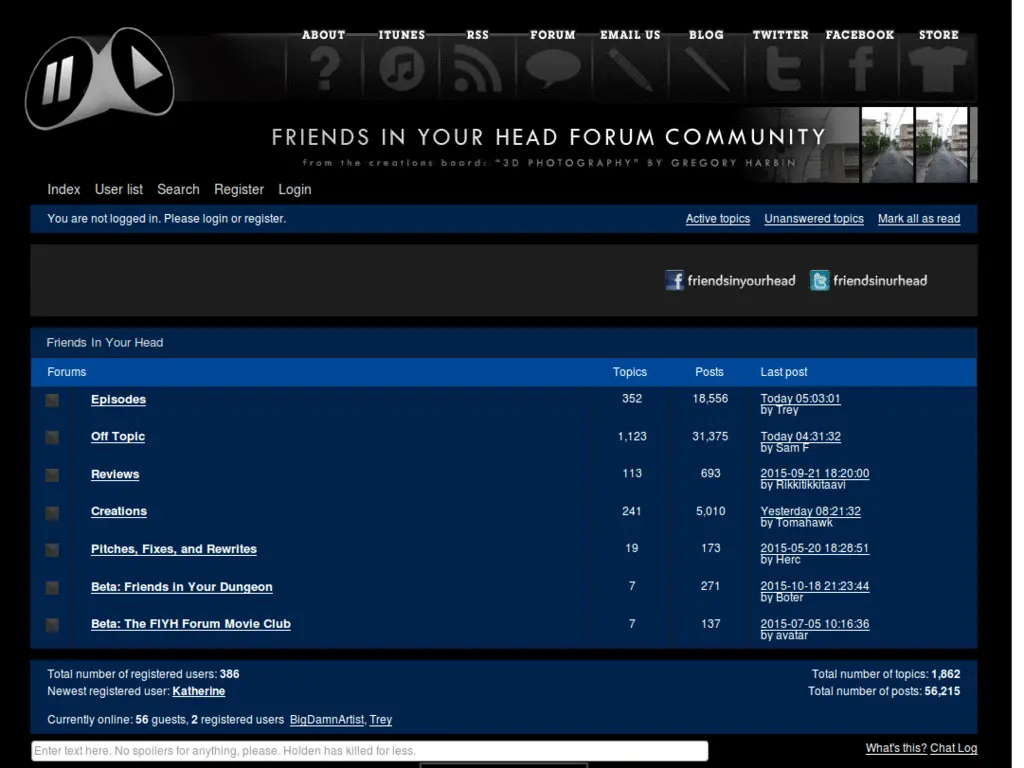 ABOUT ITUNES RSS FORUM EMAIL US BLOG TWITTER FACEBOOK STORE
FRIENDS IN YOUR HEAD FORUM COMMUNITY
from the creations board: "3D PHOTOGRAPHY" BY GREGORY HARBIN
Index User list Search Register Login
You are not logged in. Please login or register. Active topics Unanswered topics Mark all as read
friendsinyourhead friendsinurhead
Friends In Your Head
Forums Topics Posts Last post
Episodes 352 18,556 Today 05:03:01
by Trey
Off Topic 1,123 31,375 Today 04:31:32
by Sam F
Reviews 113 693 2015-09-21 18:20:00
by Rikkitikkitaavi
Creations 241 5,010 Yesterday 08:21:32
by Tomahawk
Pitches, Fixes, and Rewrites 19 173 2015-05-20 18:28:51
by Herc
Beta: Friends in Your Dungeon 7 271 2015-10-18 21:23:44
by Boter
Beta: The FIYH Forum Movie Club 7 137 2015-07-05 10:16:36
by avatar
Total number of registered users: 386 Total number of topics: 1,862
Newest registered user: Katherine Total number of posts: 56,215
Currently online: 56 guests, 2 registered users BigDamnArtist, Trey
Enter text here. No spoilers for anything, please. Holden has killed for less. What's this? Chat Log